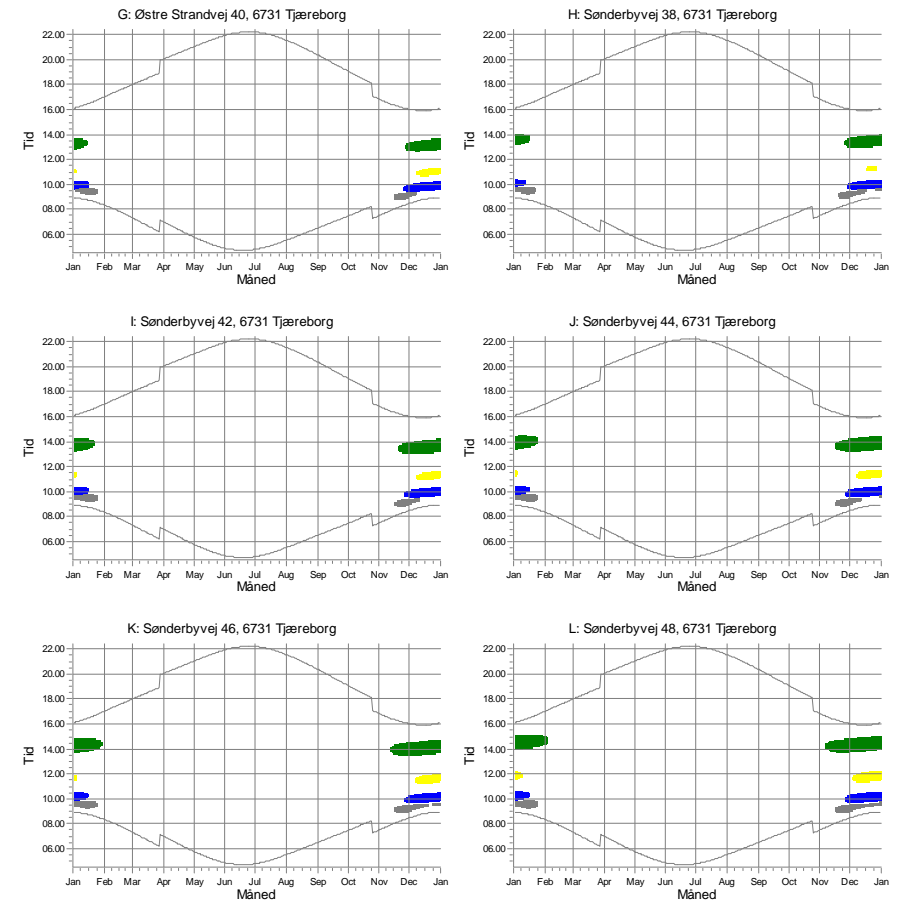 G: Østre Strandvej 40, 6731 Tjæreborg
22.00
20.00
18.00
16.00
14.00
12.00
10.00
08.00
06.00
Tid
Jan Feb Mar Apr May Jun Jul Aug Sep Oct Nov Dec Jan
Måned
H: Sønderbyvej 38, 6731 Tjæreborg
22.00
20.00
18.00
16.00
14.00
12.00
10.00
08.00
06.00
Tid
Jan Feb Mar Apr May Jun Jul Aug Sep Oct Nov Dec Jan
Måned
I: Sønderbyvej 42, 6731 Tjæreborg
22.00
20.00
18.00
16.00
14.00
12.00
10.00
08.00
06.00
Tid
Jan Feb Mar Apr May Jun Jul Aug Sep Oct Nov Dec Jan
Måned
J: Sønderbyvej 44, 6731 Tjæreborg
22.00
20.00
18.00
16.00
14.00
12.00
10.00
08.00
06.00
Tid
Jan Feb Mar Apr May Jun Jul Aug Sep Oct Nov Dec Jan
Måned
K: Sønderbyvej 46, 6731 Tjæreborg
22.00
20.00
18.00
16.00
14.00
12.00
10.00
08.00
06.00
Tid
Jan Feb Mar Apr May Jun Jul Aug Sep Oct Nov Dec Jan
Måned
L: Sønderbyvej 48, 6731 Tjæreborg
22.00
20.00
18.00
16.00
14.00
12.00
10.00
08.00
06.00
Tid
Jan Feb Mar Apr May Jun Jul Aug Sep Oct Nov Dec Jan
Måned